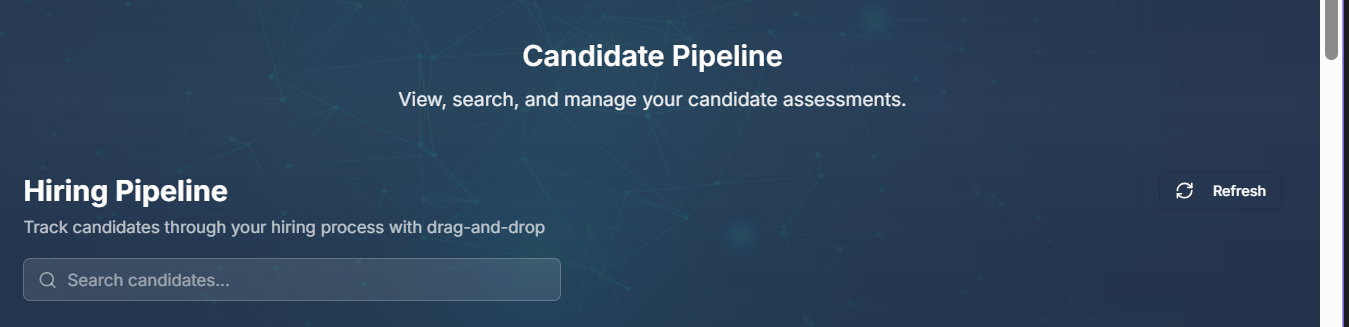 Candidate Pipeline
View, search, and manage your candidate assessments.
Hiring Pipeline
Refresh
Track candidates through your hiring process with drag-and-drop
Search candidates...